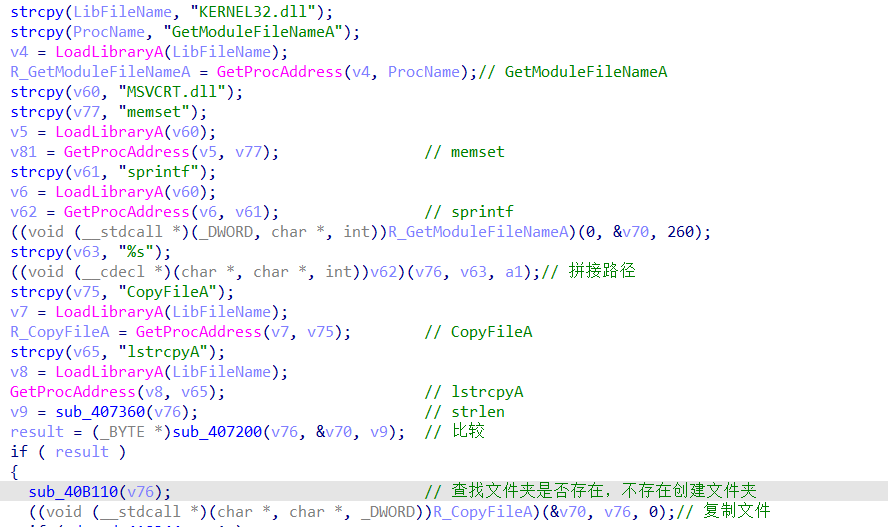 strcpy(LibFileName, "KERNEL32.dll");
strcpy(ProcName, "GetModuleFileNameA");
v4 = LoadLibraryA(LibFileName);
R_GetModuleFileNameA = GetProcAddress(v4, ProcName);// GetModuleFileNameA
strcpy(v60, "MSVCRT.dll");
strcpy(v77, "memset");
v5 = LoadLibraryA(v60);
v81 = GetProcAddress(v5, v77); // memset
strcpy(v61, "sprintf");
v6 = LoadLibraryA(v60);
v62 = GetProcAddress(v6, v61); // sprintf
((void (__stdcall *)(_DWORD, char *, int))R_GetModuleFileNameA)(0, &v70, 260);
strcpy(v63, "%s");
((void (__cdecl *)(char *, char *, int))v62)(v76, v63, a1);// 拼接路径
strcpy(v75, "CopyFileA");
v7 = LoadLibraryA(LibFileName);
R_CopyFileA = GetProcAddress(v7, v75); // CopyFileA
strcpy(v65, "lstrcpyA");
v8 = LoadLibraryA(LibFileName);
GetProcAddress(v8, v65); // lstrcpyA
v9 = sub_407360(v76); // strlen
result = (_BYTE *)sub_407200(v76, &v70, v9); // 比较
if ( result )
{
sub_40B110(v76); // 查找文件夹是否存在，不存在创建文件夹
((void (__stdcall *)(char *, char *, _DWORD))R_CopyFileA)(&v70, v76, 0);// 复制文件